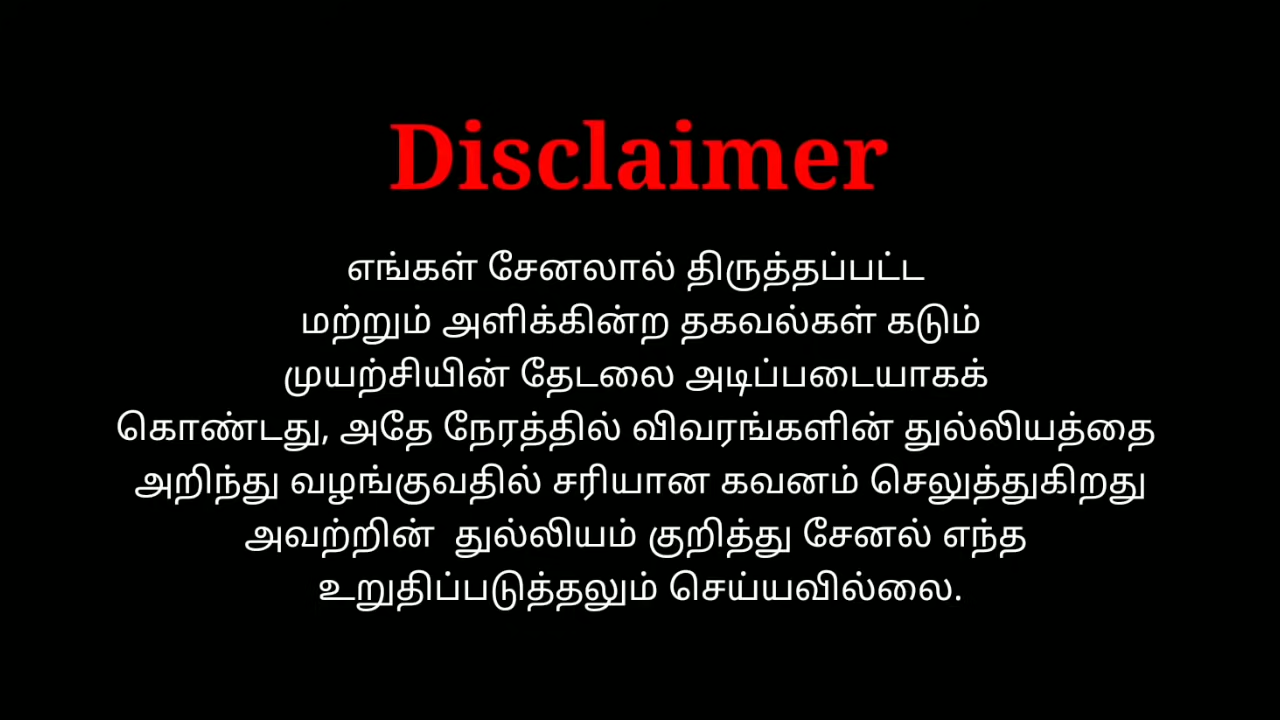 Disclaimer
எங்கள் சேனலால் திருத்தப்பட்ட
மற்றும் அளிக்கின்ற தகவல்கள் கடும்
முயற்சியின் தேடலை அடிப்படையாகக்
கொண்டது, அதே நேரத்தில் விவரங்களின் துல்லியத்தை
அறிந்து வழங்குவதில் சரியான கவனம் செலுத்துகிறது
அவற்றின்  துல்லியம் குறித்து சேனல் எந்த
உறுதிப்படுத்தலும் செய்யவில்லை.